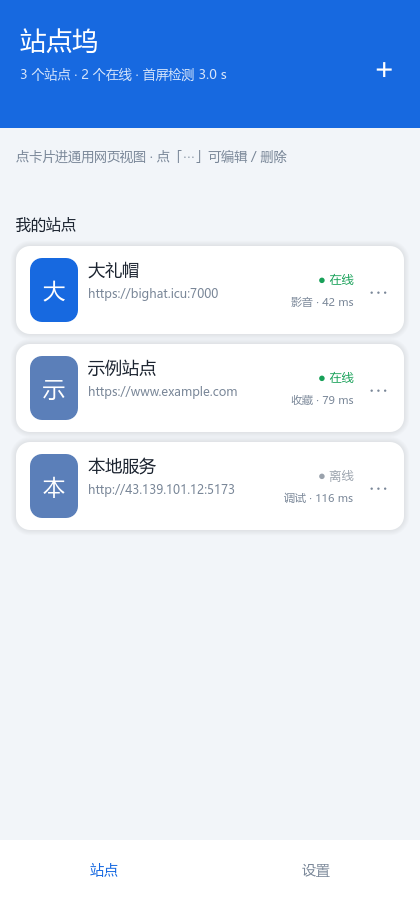 站点坞
3 个站点 · 2 个在线 · 首屏检测 3.0 s
+
点卡片进通用网页视图 · 点「···」可编辑 / 删除
我的站点
大
大礼帽
https://bighat.icu:7000
● 在线
影音 · 42 ms
···
示
示例站点
https://www.example.com
● 在线
收藏 · 79 ms
···
本
本地服务
http://43.139.101.12:5173
● 离线
调试 · 116 ms
···
站点
设置